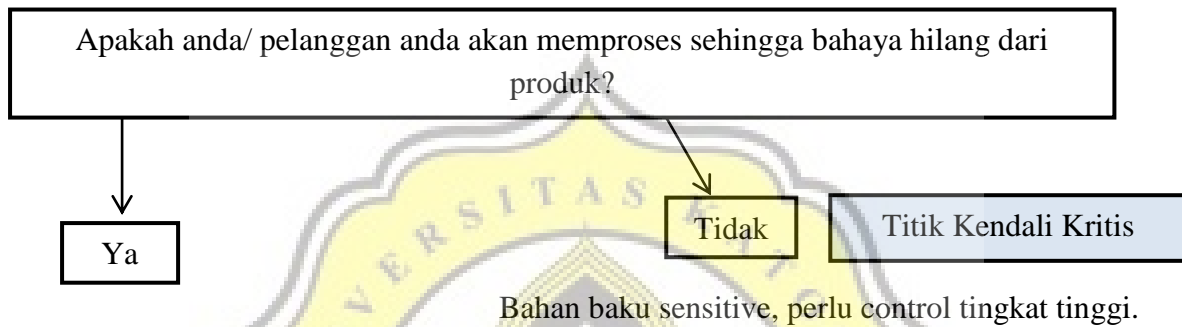 Apakah anda/ pelanggan anda akan memproses sehingga bahaya hilang dari
produk?
Ya
Tidak
Titik Kendali Kritis
Bahan baku sensitive, perlu control tingkat tinggi.